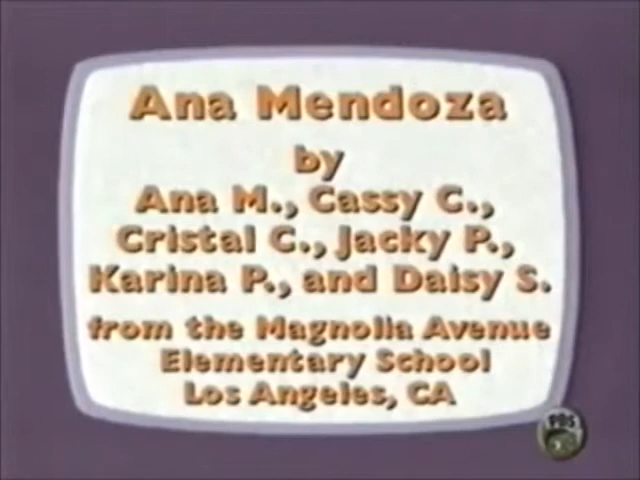 Ana Mendoza
by
Ana M., Cassy C.,
Cristal C., Jacky P.,
Karina P., and Daisy S.
from the Magnolia Avenue
Elementary School
Los Angeles, CA
PBS